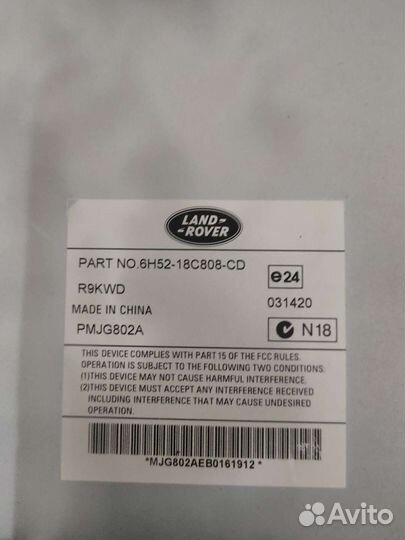 LAND-
-ROVER
PART NO.6H52-18C808-CD
e24
R9KWD
031420
MADE IN CHINA
PMJG802A
N18
THIS DEVICE COMPLIES WITH PART 15 OF THE FCC RULES.
OPERATION IS SUBJECT TO THE FOLLOWING TWO CONDITIONS:
(1)THIS DEVICE MAY NOT CAUSE HARMFUL INTERFERENCE.
(2)THIS DEVICE MUST ACCEPT ANY INTERFERENCE RECEIVED
INCLUDING INTERFERENCE THAT MAY CAUSE UNDESIRED
OPERATION.
*MJG802AEB0161912*
Avito